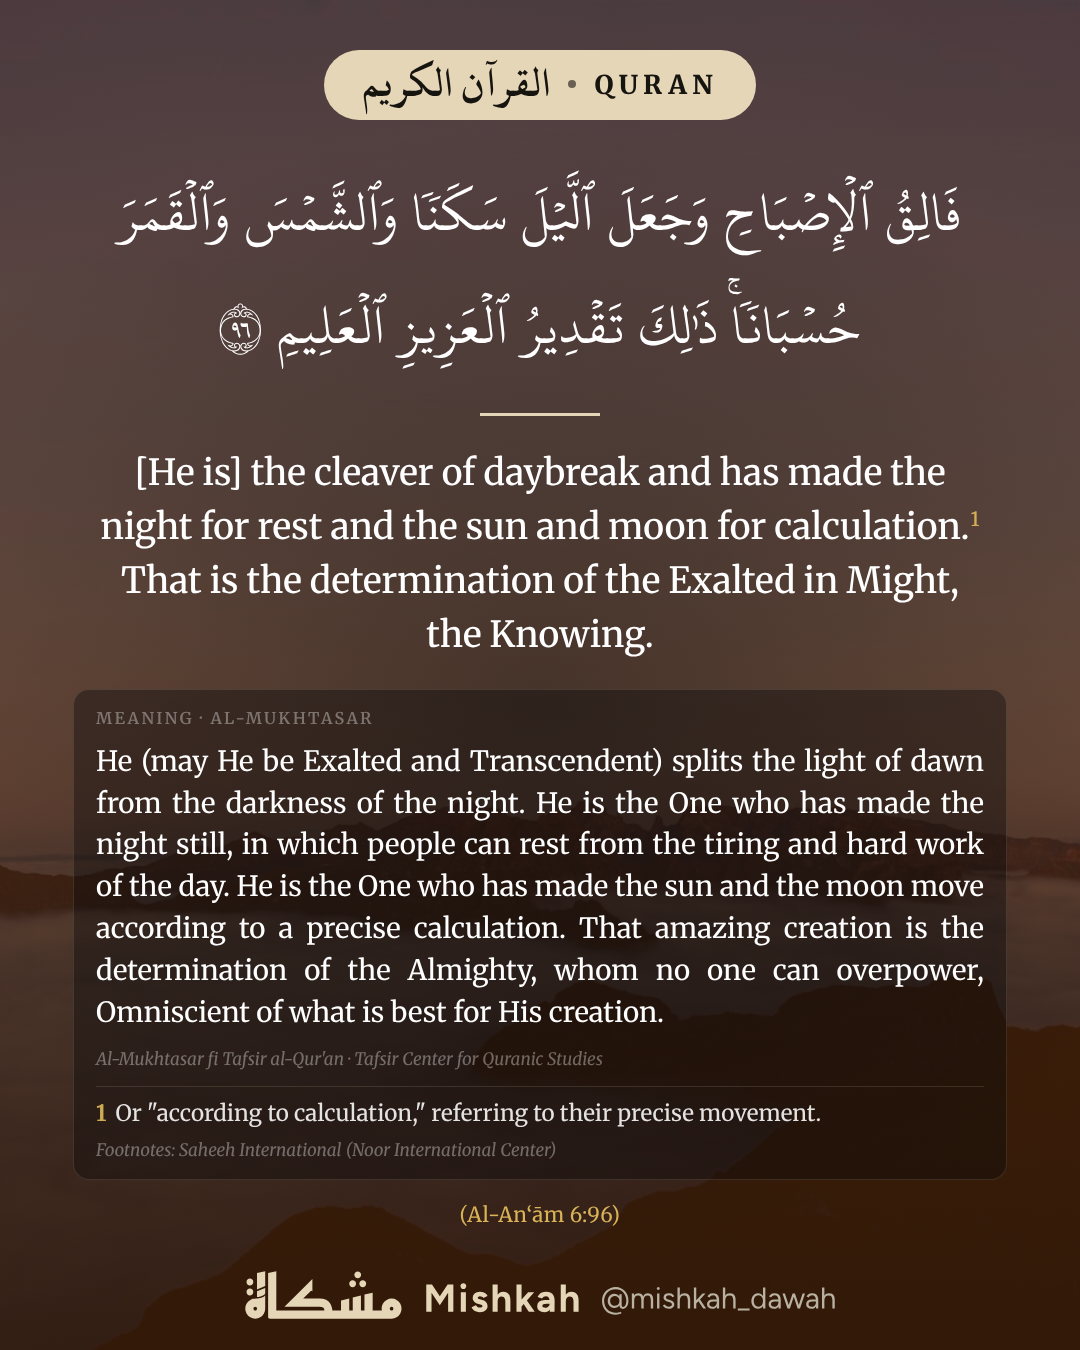 القرآن الكريم • QURAN
فَالِقُ ٱلْإِصْبَاحِ وَجَعَلَ ٱلَّيْلَ سَكَنًا وَٱلشَّمْسَ وَٱلْقَمَرَ
حُسْبَانًا ۚ ذَٰلِكَ تَقْدِيرُ ٱلْعَزِيزِ ٱلْعَلِيمِ ٩٦
[He is] the cleaver of daybreak and has made the
night for rest and the sun and moon for calculation.1
That is the determination of the Exalted in Might,
the Knowing.
MEANING · AL-MUKHTASAR
He (may He be Exalted and Transcendent) splits the light of dawn
from the darkness of the night. He is the One who has made the
night still, in which people can rest from the tiring and hard work
of the day. He is the One who has made the sun and the moon move
according to a precise calculation. That amazing creation is the
determination of the Almighty, whom no one can overpower,
Omniscient of what is best for His creation.
Al-Mukhtasar fi Tafsir al-Qur'an · Tafsir Center for Quranic Studies
1 Or "according to calculation," referring to their precise movement.
Footnotes: Saheeh International (Noor International Center)
(Al-An‘ām 6:96)
مشكاة Mishkah @mishkah_dawah